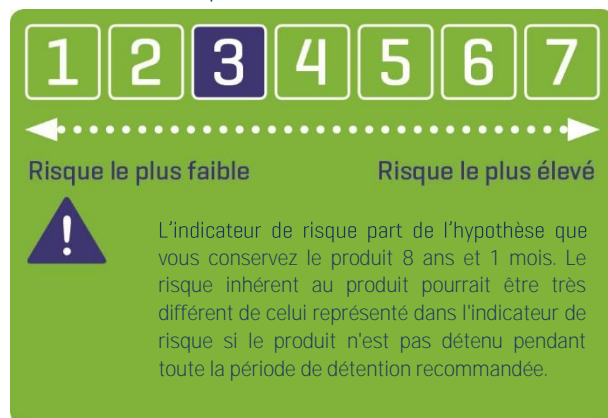 1 2 3 4 5 6 7
Risque le plus faible Risque le plus élevé
!
L'indicateur de risque part de l'hypothèse que
vous conservez le produit 8 ans et 1 mois. Le
risque inhérent au produit pourrait être très
différent de celui représenté dans l'indicateur de
risque si le produit n'est pas détenu pendant
toute la période de détention recommandée.